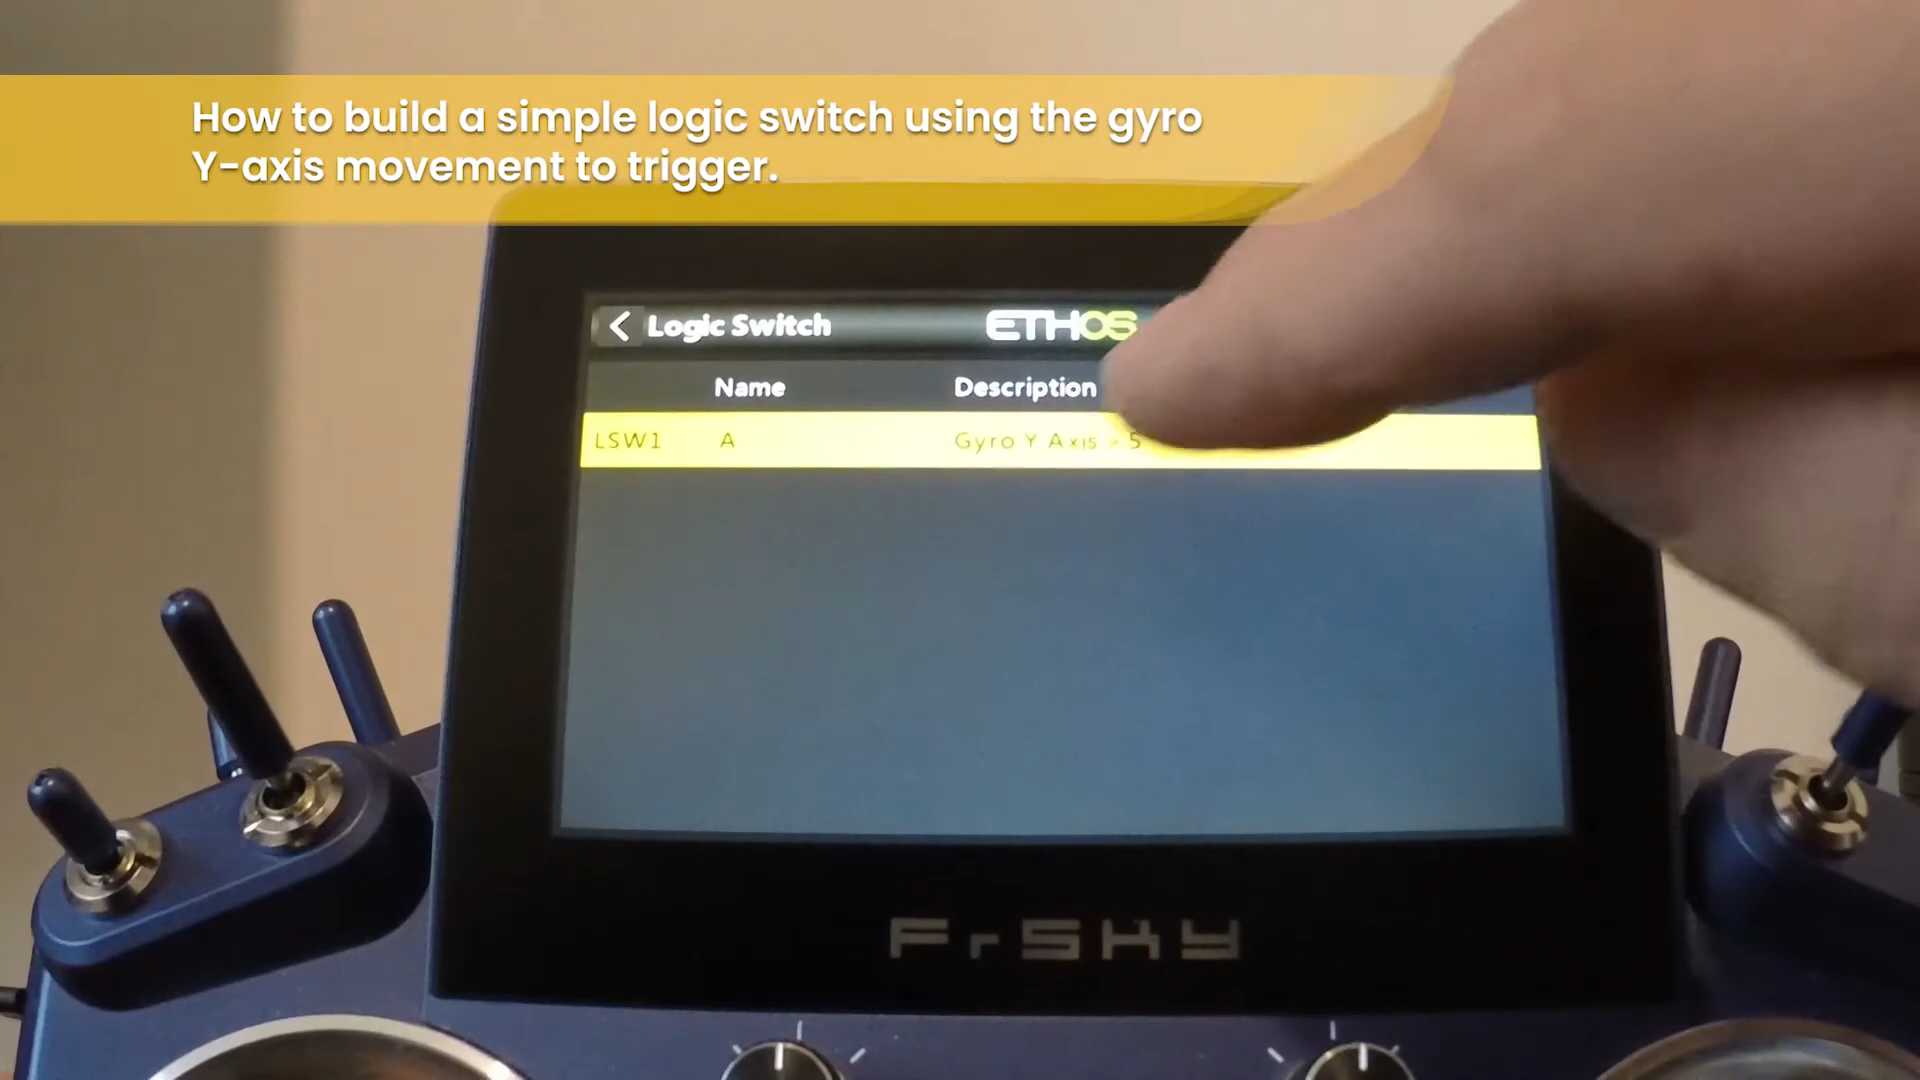 How to build a simple logic switch using the gyro
Y-axis movement to trigger.
Logic Switch
ETHOS
Name Description
LSW1 A Gyro Y Axis 5
FrSKY